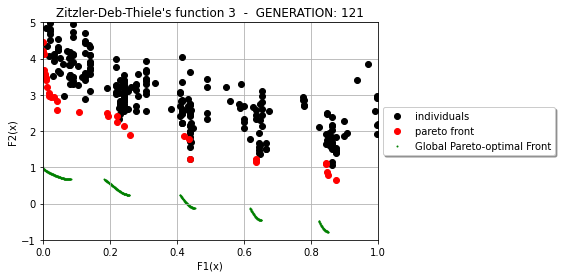 Zitzler-Deb-Thiele's function 3 - GENERATION: 121
5
4
3
2
1
0
−1
F2(x)
0.0 0.2 0.4 0.6 0.8 1.0
F1(x)
individuals
pareto front
Global Pareto-optimal Front